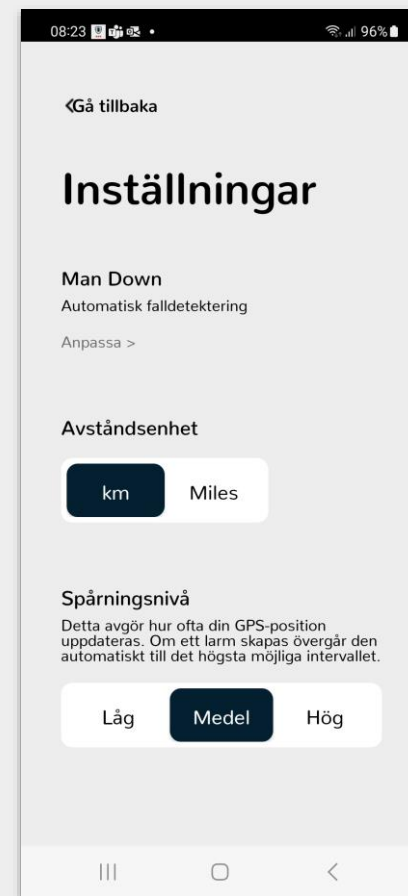 08:23
96%
Gå tillbaka
Inställningar
Man Down
Automatisk falldetektering
Anpassa >
Avståndsenhet
km Miles
Spårningsnivå
Detta avgör hur ofta din GPS-position
uppdateras. Om ett larm skapas övergår den
automatiskt till det högsta möjliga intervallet.
Låg Medel Hög